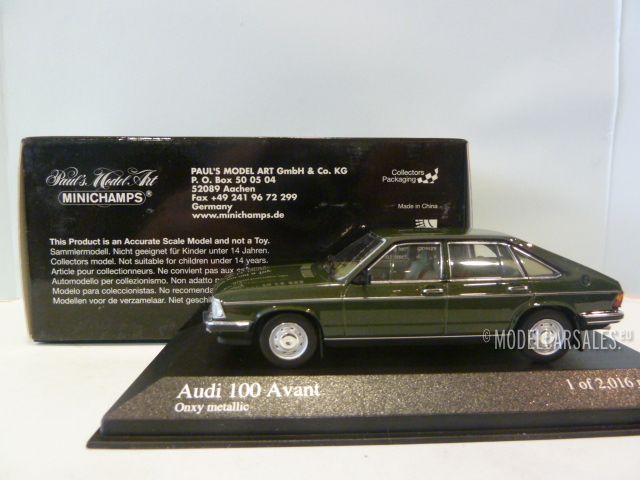 Paul's Model Art
MINICHAMPS®
PAUL'S MODEL ART GmbH & Co. KG
P. O. Box 50 05 04
52089 Aachen
Fax +49 241 96 72 299
Germany
www.minichamps.de
Collectors
Packaging
Made in China
This Product is an Accurate Scale Model and not a Toy.
Sammlermodell. Nicht geeignet für Kinder unter 14 Jahren.
Collectors model. Not suitable for children under 14 years.
Article pour collectionneurs. Ne convient pas aux
Automodello per collezionismo. Non adatto
Modelo para coleccionistas. No recomenda
Modellen voor de verzamelaar. Niet
© MODELCARSALES.eu
Audi 100 Avant
Onxy metallic
1 of 2.016